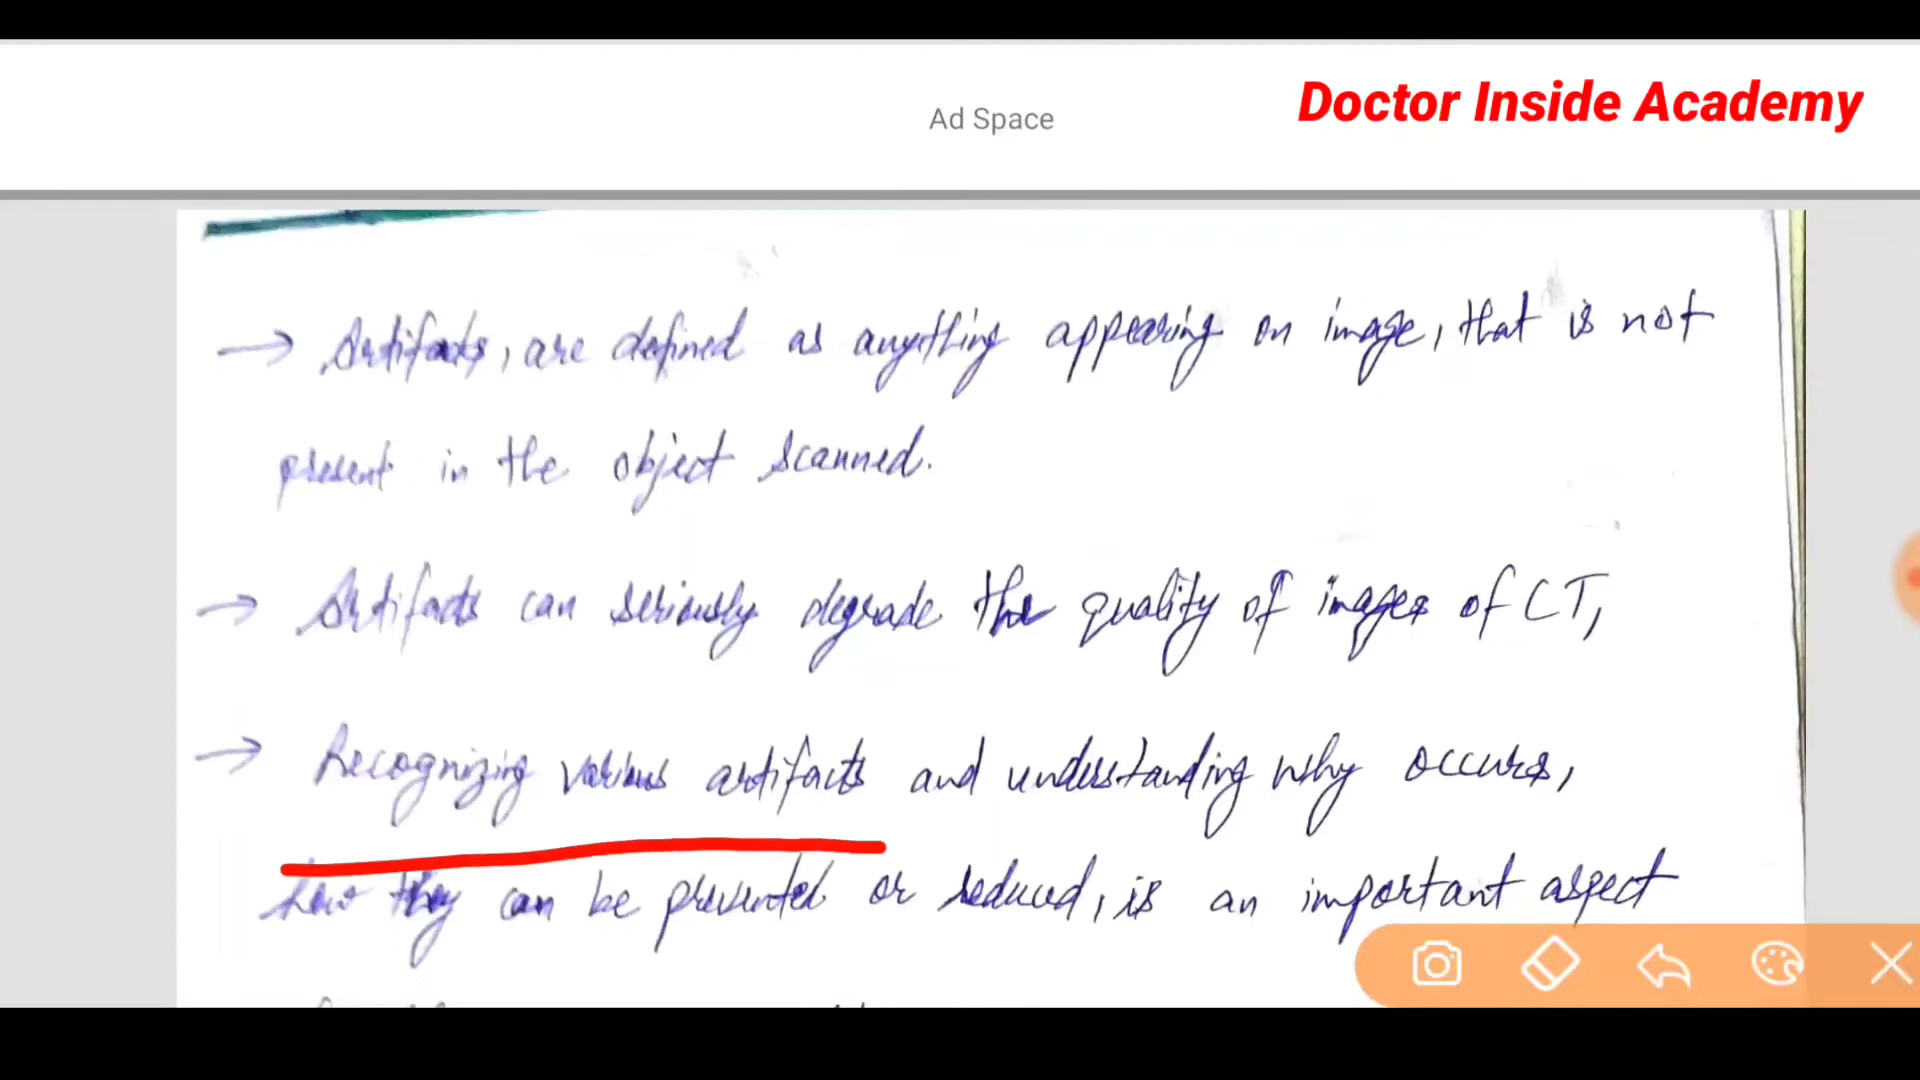 Ad Space
Doctor Inside Academy
→ Artifacts, are defined as anything appearing on image, that is not
present in the object scanned.
→ Artifacts can seriously degrade the quality of images of CT,
→ Recognizing various artifacts and understanding why occurs,
how they can be prevented or reduced, is an important aspect